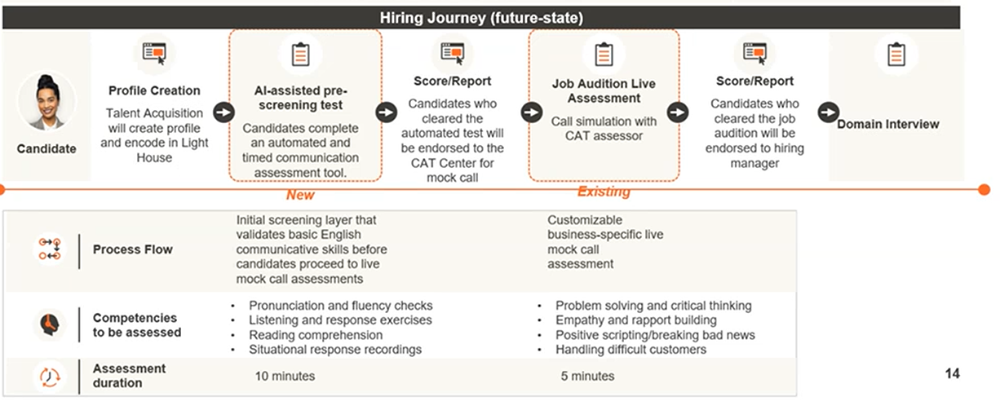 Hiring Journey (future-state)
Candidate
Profile Creation
Talent Acquisition
will create profile
and encode in Light
House
AI-assisted pre-
screening test
Candidates complete
an automated and
timed communication
assessment tool.
Score/Report
Candidates who
cleared the
automated test will
be endorsed to the
CAT Center for
mock call
Job Audition Live
Assessment
Call simulation with
CAT assessor
Score/Report
Candidates who
cleared the job
audition will be
endorsed to hiring
manager
Domain Interview
New
Existing
Process Flow
Initial screening layer that
validates basic English
communicative skills before
candidates proceed to live
mock call assessments
Customizable
business-specific live
mock call
assessment
Competencies
to be assessed
• Pronunciation and fluency checks
• Listening and response exercises
• Reading comprehension
• Situational response recordings
• Problem solving and critical thinking
• Empathy and rapport building
• Positive scripting/breaking bad news
• Handling difficult customers
Assessment
duration
10 minutes
5 minutes
14